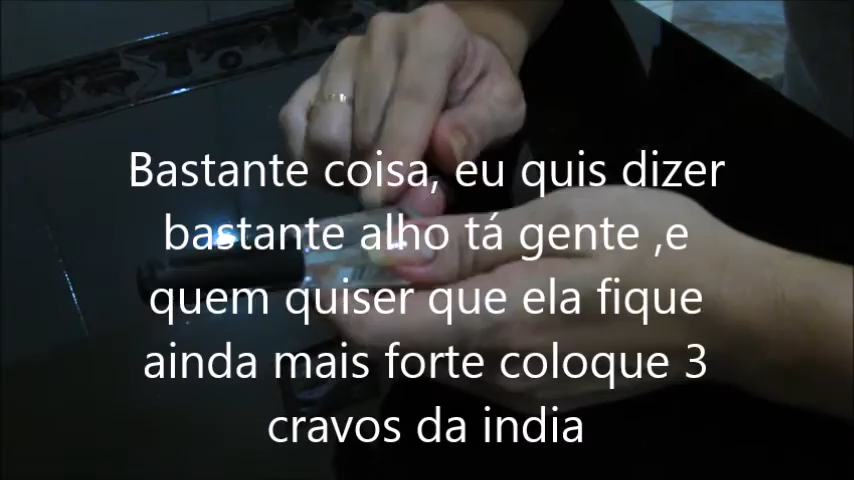 Bastante coisa, eu quis dizer
bastante alho tá gente ,e
quem quiser que ela fique
ainda mais forte coloque 3
cravos da india